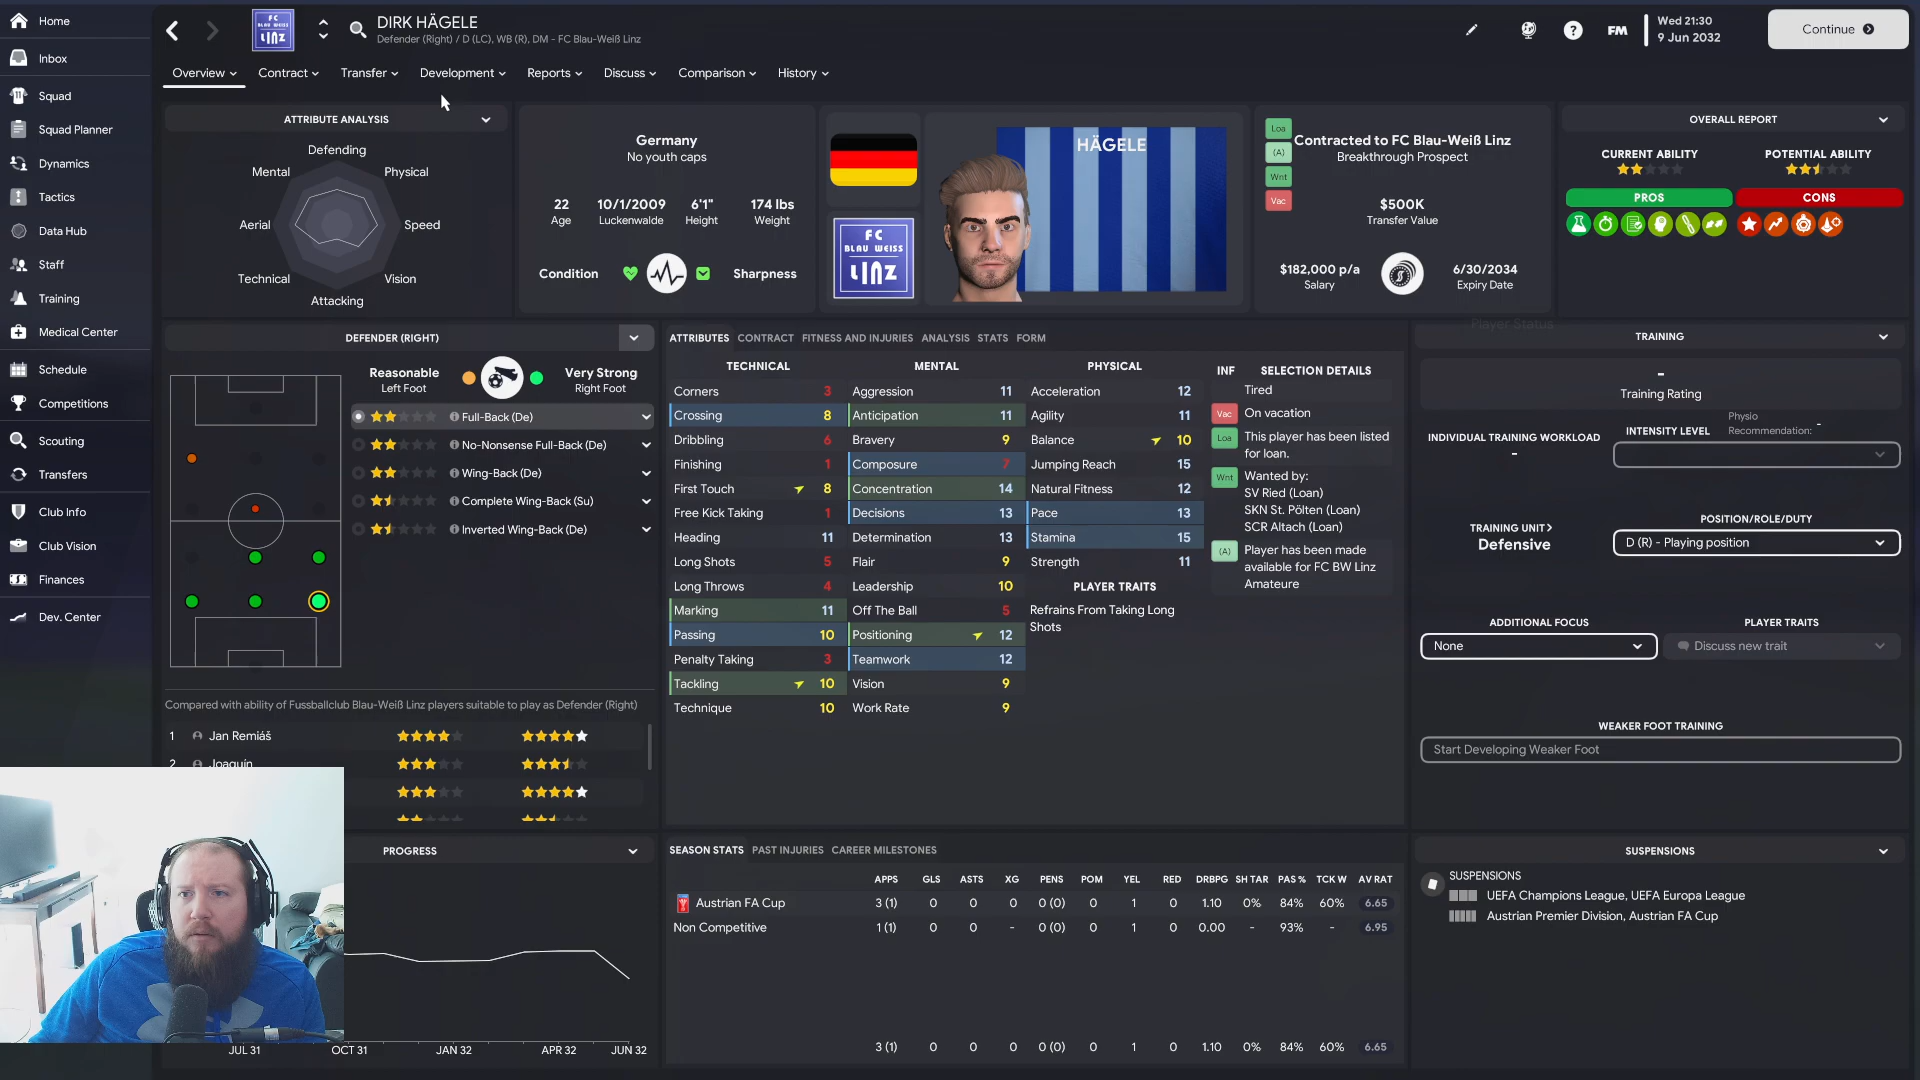 Home
Inbox
Squad
Squad Planner
Dynamics
Tactics
Data Hub
Staff
Training
Medical Center
Schedule
Competitions
Scouting
Transfers
Club Info
Club Vision
Finances
Dev. Center
DIRK HÄGELE
Defender (Right) / D (LC), WB (R), DM - FC Blau-Weiß Linz
FM
Wed 21:30
9 Jun 2032
Continue
Overview Contract Transfer Development Reports Discuss Comparison History
ATTRIBUTE ANALYSIS
Defending
Mental Physical
Aerial Speed
Technical Vision
Attacking
Germany
No youth caps
22 10/1/2009 6'1" 174 lbs
Age Luckenwalde Height Weight
Condition Sharpness
FC
BLAU WEISS
LINZ
HÄGELE
Loa
(A)
Wnt
Vac
Contracted to FC Blau-Weiß Linz
Breakthrough Prospect
$500K
Transfer Value
$182,000 p/a 6/30/2034
Salary Expiry Date
OVERALL REPORT
CURRENT ABILITY POTENTIAL ABILITY
PROS CONS
DEFENDER (RIGHT)
Reasonable Very Strong
Left Foot Right Foot
Full-Back (De)
No-Nonsense Full-Back (De)
Wing-Back (De)
Complete Wing-Back (Su)
Inverted Wing-Back (De)
Compared with ability of Fussballclub Blau-Weiß Linz players suitable to play as Defender (Right)
1 Jan Remiáš
2 Joaquín
PROGRESS
JUL 31 OCT 31 JAN 32 APR 32 JUN 32
ATTRIBUTES CONTRACT FITNESS AND INJURIES ANALYSIS STATS FORM
TECHNICAL MENTAL PHYSICAL
Corners 3 Aggression 11 Acceleration 12
Crossing 8 Anticipation 11 Agility 11
Dribbling 6 Bravery 9 Balance 10
Finishing 1 Composure 7 Jumping Reach 15
First Touch 8 Concentration 14 Natural Fitness 12
Free Kick Taking 1 Decisions 13 Pace 13
Heading 11 Determination 13 Stamina 15
Long Shots 5 Flair 9 Strength 11
Long Throws 4 Leadership 10
Marking 11 Off The Ball 5
Passing 10 Positioning 12
Penalty Taking 3 Teamwork 12
Tackling 10 Vision 9
Technique 10 Work Rate 9
PLAYER TRAITS
Refrains From Taking Long
Shots
INF SELECTION DETAILS
Tired
Vac On vacation
Loa This player has been listed
for loan.
Wnt Wanted by:
SV Ried (Loan)
SKN St. Pölten (Loan)
SCR Altach (Loan)
(A) Player has been made
available for FC BW Linz
Amateure
Player Status
TRAINING
-
Training Rating
INDIVIDUAL TRAINING WORKLOAD
-
INTENSITY LEVEL
Physio
Recommendation: -
TRAINING UNIT>
Defensive
POSITION/ROLE/DUTY
D (R) - Playing position
ADDITIONAL FOCUS PLAYER TRAITS
None Discuss new trait
WEAKER FOOT TRAINING
Start Developing Weaker Foot
SEASON STATS PAST INJURIES CAREER MILESTONES
APPS GLS ASTS XG PENS POM YEL RED DRBPG SH TAR PAS % TCK W AV RAT
Austrian FA Cup 3 (1) 0 0 0 0 (0) 0 1 0 1.10 0% 84% 60% 6.65
Non Competitive 1 (1) 0 0 - 0 (0) 0 1 0 0.00 - 93% - 6.95
3 (1) 0 0 0 0 (0) 0 1 0 1.10 0% 84% 60% 6.65
SUSPENSIONS
SUSPENSIONS
UEFA Champions League, UEFA Europa League
Austrian Premier Division, Austrian FA Cup